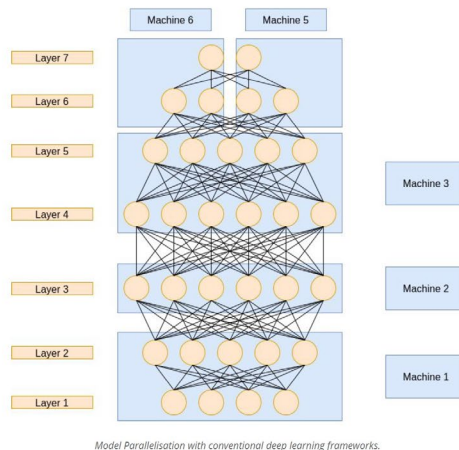 Machine 6
Machine 5
Layer 7
Layer 6
Layer 5
Machine 3
Layer 4
Layer 3
Machine 2
Layer 2
Machine 1
Layer 1
Model Parallelisation with conventional deep learning frameworks.